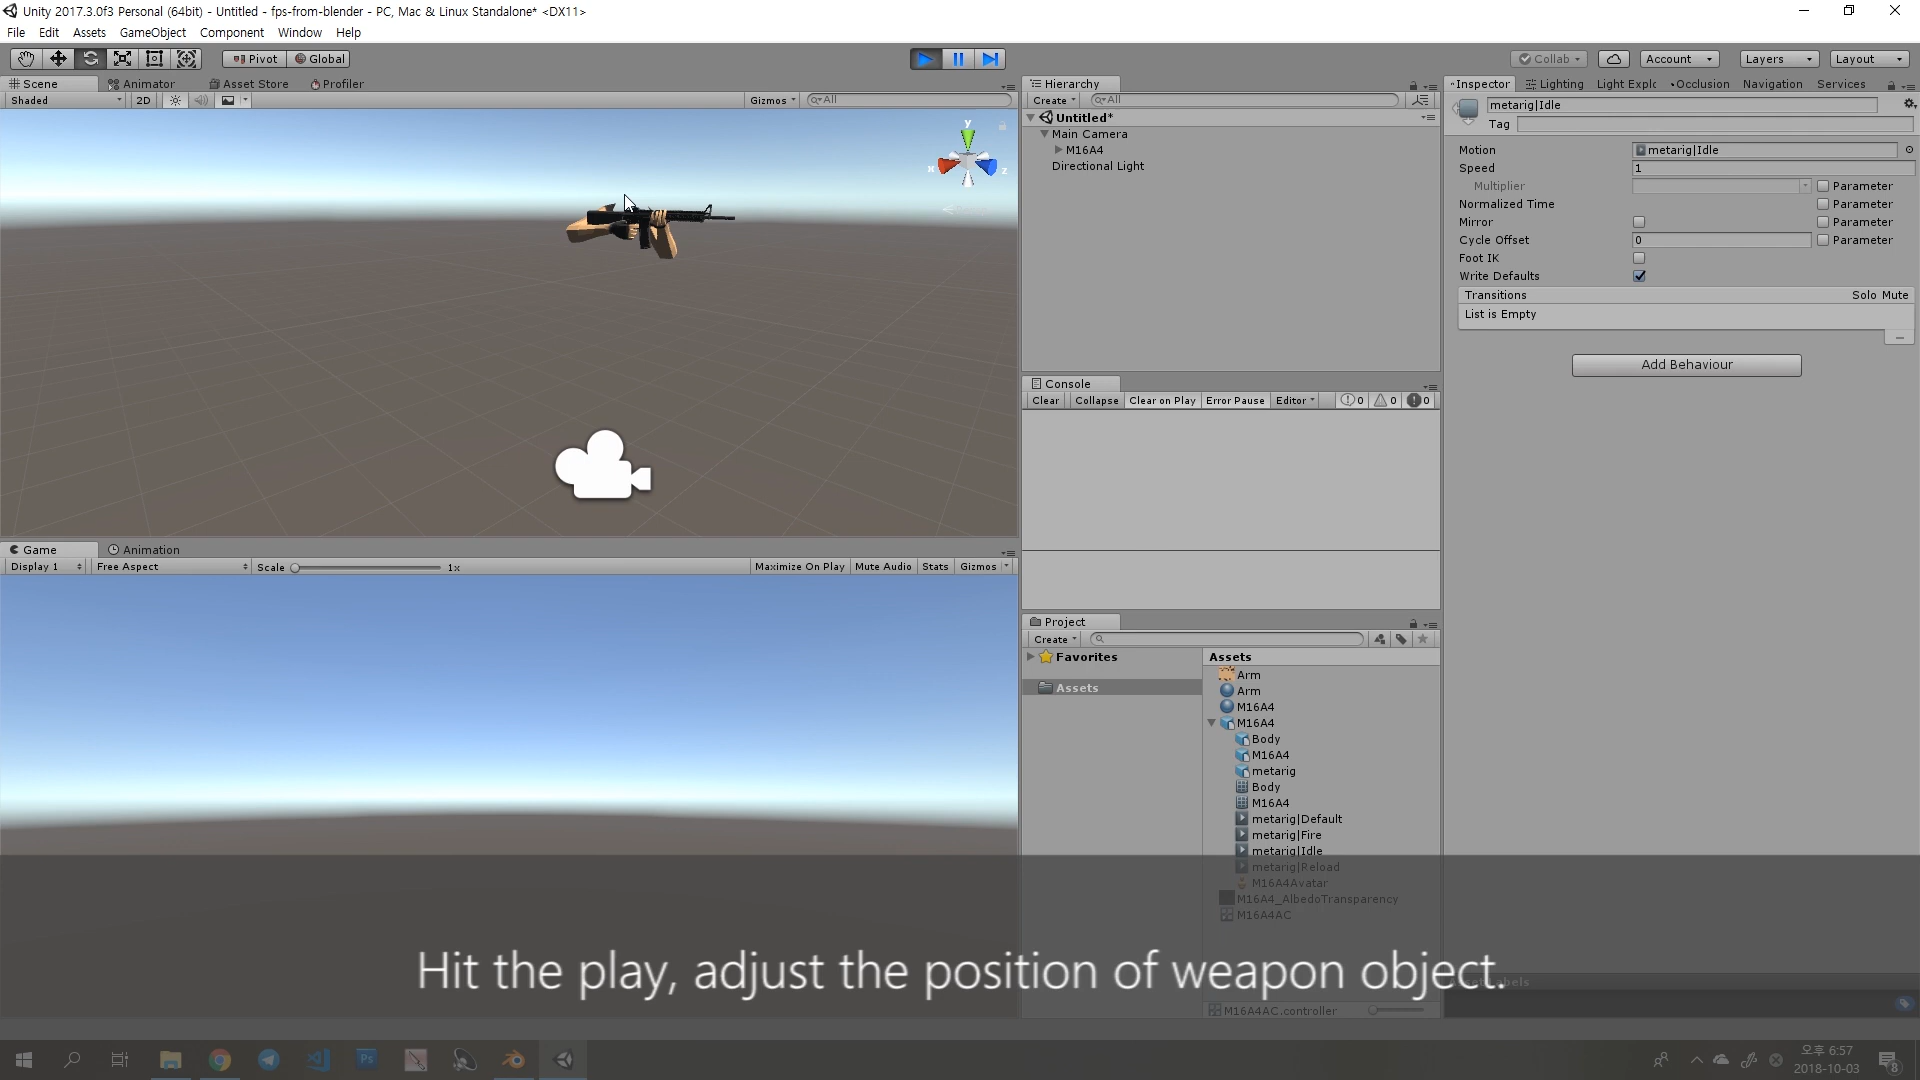 Unity 2017.3.0f3 Personal (64bit) - Untitled - fps-from-blender - PC, Mac & Linux Standalone* <DX11>
File Edit Assets GameObject Component Window Help
Pivot Global
Collab Account Layers Layout
Scene Animator Asset Store Profiler
Shaded 2D Gizmos All
y
x
z
Game Animation
Display 1 Free Aspect Scale 1x Maximize On Play Mute Audio Stats Gizmos
Hierarchy
Create All
Untitled*
Main Camera
M16A4
Directional Light
Console
Clear Collapse Clear on Play Error Pause Editor 0 0 0
Project
Create
Favorites
Assets
Assets
Arm
Arm
M16A4
M16A4
Body
M16A4
metarig
Body
M16A4
metarig|Default
metarig|Fire
metarig|Idle
metarig|Reload
M16A4Avatar
M16A4_AlbedoTransparency
M16A4AC
M16A4AC.controller
Inspector Lighting Light Explo Occlusion Navigation Services
metarig|Idle
Tag
Motion metarig|Idle
Speed 1
Multiplier Parameter
Normalized Time Parameter
Mirror Parameter
Cycle Offset 0 Parameter
Foot IK
Write Defaults
Transitions Solo Mute
List is Empty
Add Behaviour
Hit the play, adjust the position of weapon object.
Ps
오후 6:57
2018-10-03
8